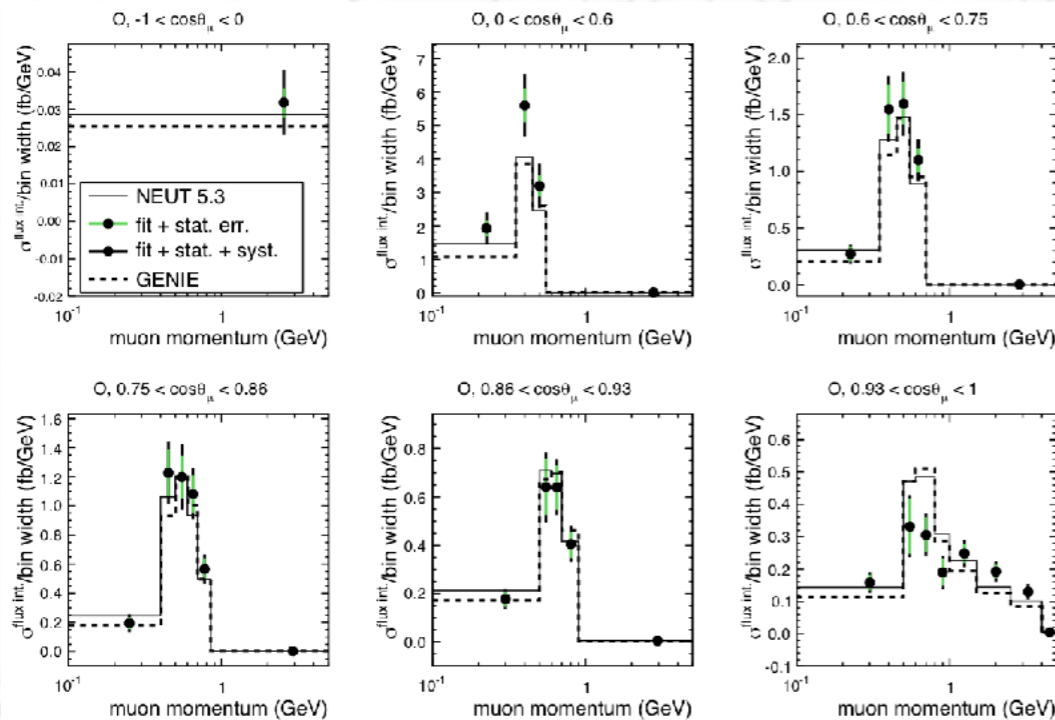 O, -1 < cosθμ < 0
σ^flux int./bin width (fb/GeV)
0.04
0.03
0.02
0.01
0.00
-0.01
-0.02
NEUT 5.3
fit + stat. err.
fit + stat. + syst.
GENIE
10^-1
1
muon momentum (GeV)
O, 0 < cosθμ < 0.6
σ^flux int./bin width (fb/GeV)
7
6
5
4
3
2
1
0
10^-1
1
muon momentum (GeV)
O, 0.6 < cosθμ < 0.75
σ^flux int./bin width (fb/GeV)
2.0
1.5
1.0
0.5
0.0
10^-1
1
muon momentum (GeV)
O, 0.75 < cosθμ < 0.86
σ^flux int./bin width (fb/GeV)
1.4
1.2
1.0
0.8
0.6
0.4
0.2
0.0
10^-1
1
muon momentum (GeV)
O, 0.86 < cosθμ < 0.93
σ^flux int./bin width (fb/GeV)
0.8
0.6
0.4
0.2
0.0
10^-1
1
muon momentum (GeV)
O, 0.93 < cosθμ < 1
σ^flux int./bin width (fb/GeV)
0.6
0.5
0.4
0.3
0.2
0.1
0.0
-0.1
10^-1
1
muon momentum (GeV)